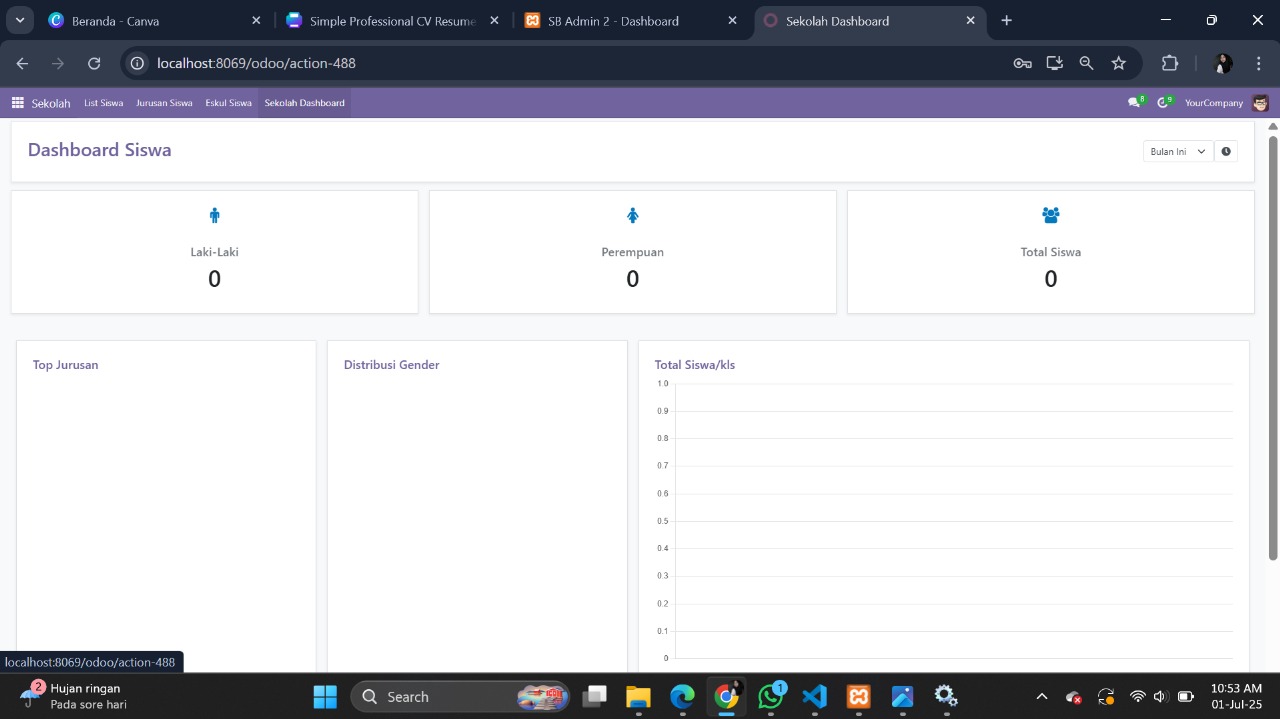 Beranda - Canva
Simple Professional CV Resume
SB Admin 2 - Dashboard
Sekolah Dashboard
localhost:8069/odoo/action-488
Sekolah
List Siswa
Jurusan Siswa
Eskul Siswa
Sekolah Dashboard
8
9
YourCompany
Dashboard Siswa
Bulan Ini
Laki-Laki
0
Perempuan
0
Total Siswa
0
Top Jurusan
Distribusi Gender
Total Siswa/kls
1.0
0.9
0.8
0.7
0.6
0.5
0.4
0.3
0.2
0.1
0
localhost:8069/odoo/action-488
2
Hujan ringan
Pada sore hari
Search
1
10:53 AM
01-Jul-25